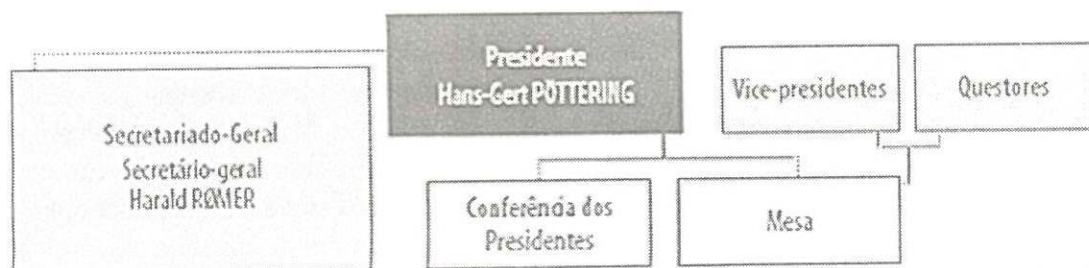 Presidente
Hans-Gert PÖTTERING
Vice-presidentes
Questores
Secretariado-Geral
Secretário-geral
Harald RØMER
Conferência dos
Presidentes
Mesa